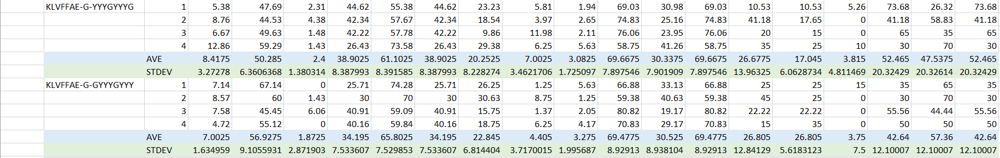 KLVFFAE-G-YYYGYYYG 1 5.38 47.69 2.31 44.62 55.38 44.62 23.23 5.81 1.94 69.03 30.98 69.03 10.53 10.53 5.26 73.68 26.32 73.68
2 8.76 44.53 4.38 42.34 57.67 42.34 18.54 3.97 2.65 74.83 25.16 74.83 41.18 17.65 0 41.18 58.83 41.18
3 6.67 49.63 1.48 42.22 57.78 42.22 9.86 11.98 2.11 76.06 23.95 76.06 20 15 0 65 35 65
4 12.86 59.29 1.43 26.43 73.58 26.43 29.38 6.25 5.63 58.75 41.26 58.75 35 25 10 30 70 30
AVE 8.4175 50.285 2.4 38.9025 61.1025 38.9025 20.2525 7.0025 3.0825 69.6675 30.3375 69.6675 26.6775 17.045 3.815 52.465 47.5375 52.465
STDEV 3.27278 6.3606368 1.380314 8.387993 8.391585 8.387993 8.228274 3.4621706 1.725097 7.897546 7.901909 7.897546 13.96325 6.0628734 4.811469 20.32429 20.32614 20.32429
KLVFFAE-G-GYYYGYYY 1 7.14 67.14 0 25.71 74.28 25.71 26.25 1.25 5.63 66.88 33.13 66.88 25 25 15 35 65 35
2 8.57 60 1.43 30 70 30 30.63 8.75 1.25 59.38 40.63 59.38 45 25 0 30 70 30
3 7.58 45.45 6.06 40.91 59.09 40.91 15.75 1.37 2.05 80.82 19.17 80.82 22.22 22.22 0 55.56 44.44 55.56
4 4.72 55.12 0 40.16 59.84 40.16 18.75 6.25 4.17 70.83 29.17 70.83 15 35 0 50 50 50
AVE 7.0025 56.9275 1.8725 34.195 65.8025 34.195 22.845 4.405 3.275 69.4775 30.525 69.4775 26.805 26.805 3.75 42.64 57.36 42.64
STDEV 1.634959 9.1055931 2.871903 7.533607 7.529853 7.533607 6.814404 3.7170015 1.995687 8.92913 8.938104 8.92913 12.84129 5.6183123 7.5 12.10007 12.10007 12.10007